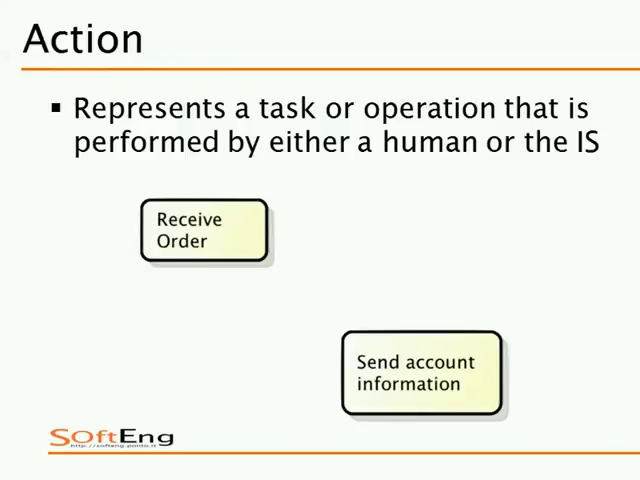 Action
▪ Represents a task or operation that is
performed by either a human or the IS
Receive
Order
Send account
information
SOftEng
http://softeng.polito.it